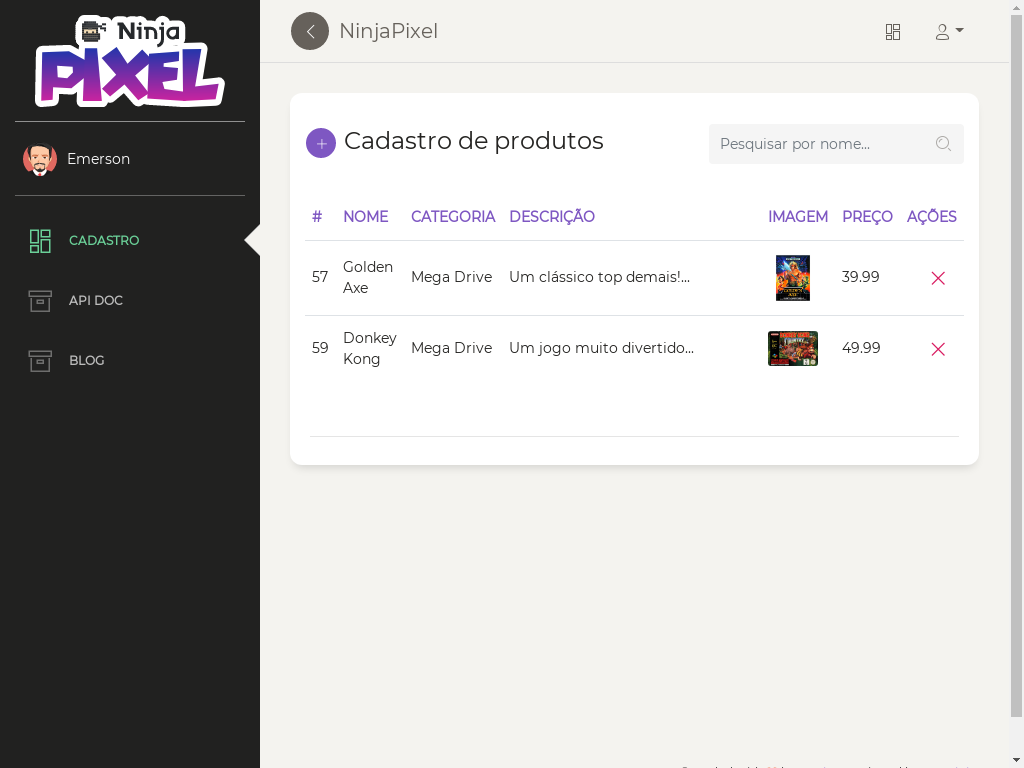 Ninja
PIXEL
NinjaPixel
Emerson
CADASTRO
API DOC
BLOG
Cadastro de produtos
Pesquisar por nome...
# NOME CATEGORIA DESCRIÇÃO IMAGEM PREÇO AÇÕES
57 Golden Axe Mega Drive Um clássico top demais!... 39.99
59 Donkey Kong Mega Drive Um jogo muito divertido... 49.99